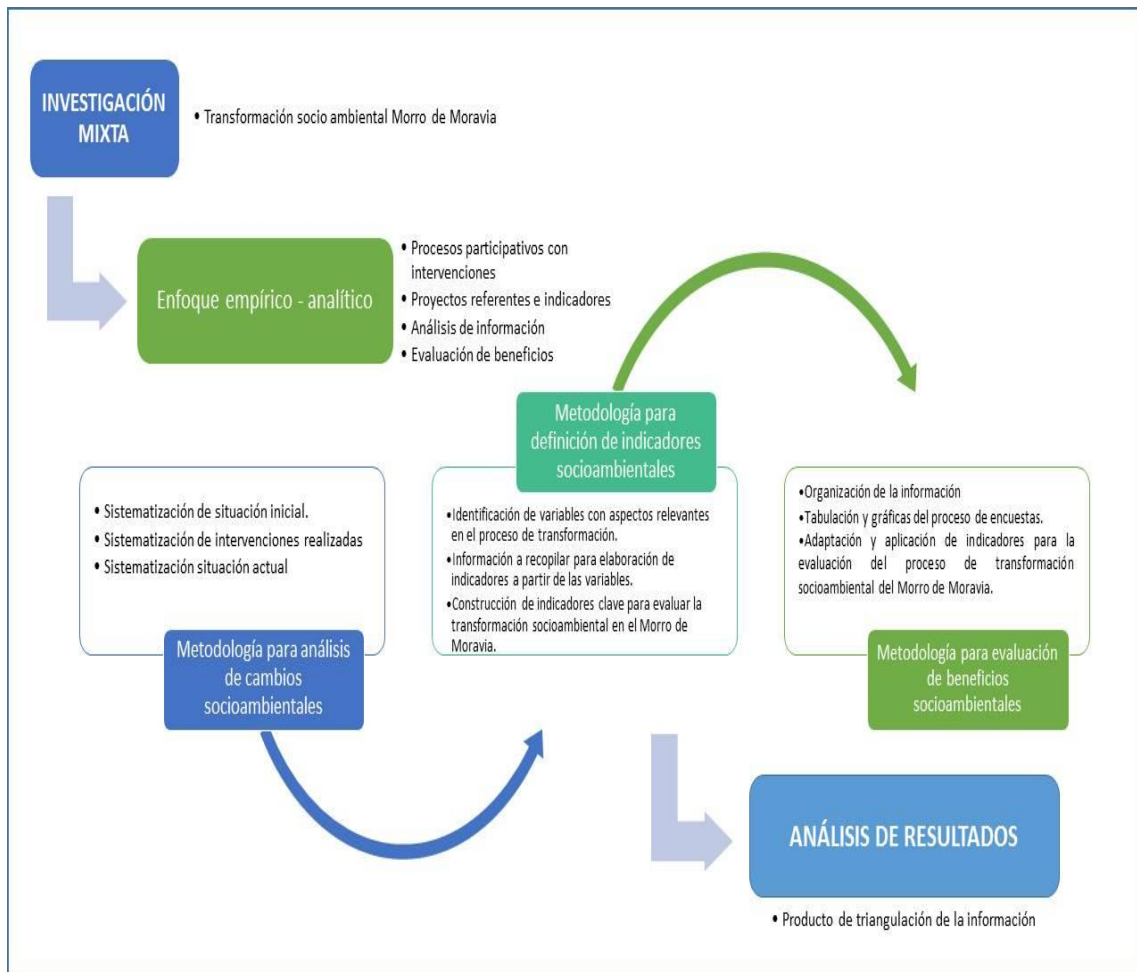 INVESTIGACIÓN
MIXTA
• Transformación socio ambiental Morro de Moravia
Enfoque empírico - analítico
• Procesos participativos con
intervenciones
• Proyectos referentes e indicadores
• Análisis de información
• Evaluación de beneficios
• Sistematización de situación inicial.
• Sistematización de intervenciones realizadas
• Sistematización situación actual
Metodología para análisis
de cambios
socioambientales
Metodología para
definición de indicadores
socioambientales
•Identificación de variables con aspectos relevantes
en el proceso de transformación.
•Información a recopilar para elaboración de
indicadores a partir de las variables.
•Construcción de indicadores clave para evaluar la
transformación socioambiental en el Morro de
Moravia.
•Organización de la información
•Tabulación y gráficas del proceso de encuestas.
•Adaptación y aplicación de indicadores para la
evaluación del proceso de transformación
socioambiental del Morro de Moravia.
Metodología para evaluación
de beneficios
socioambientales
ANÁLISIS DE RESULTADOS
• Producto de triangulación de la información